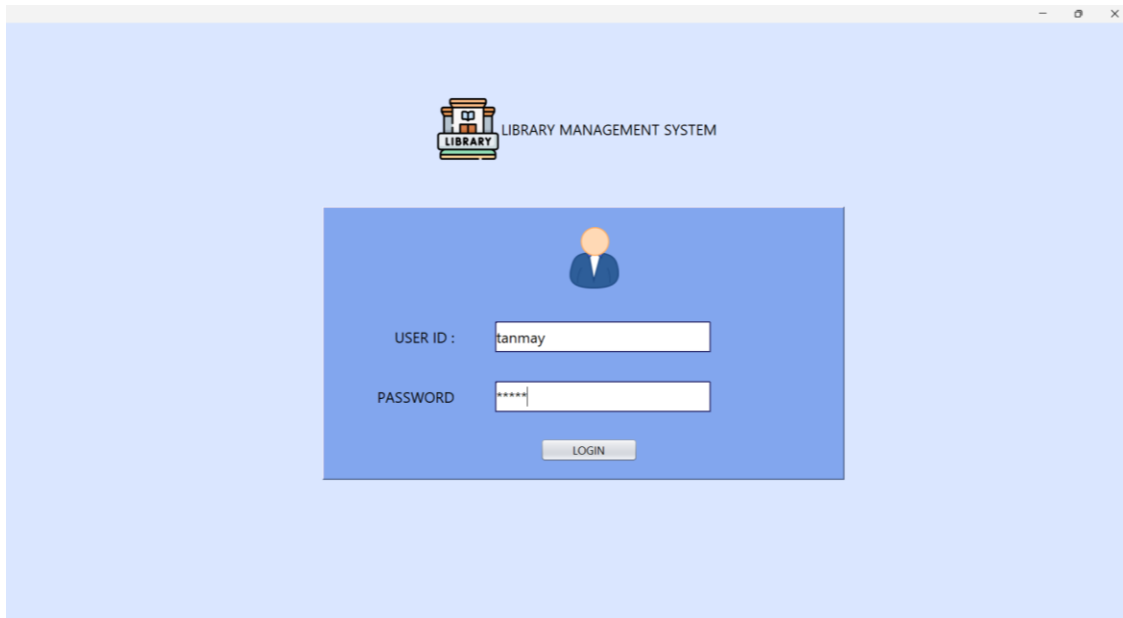 LIBRARY
LIBRARY MANAGEMENT SYSTEM
USER ID :
tanmay
PASSWORD
*****
LOGIN